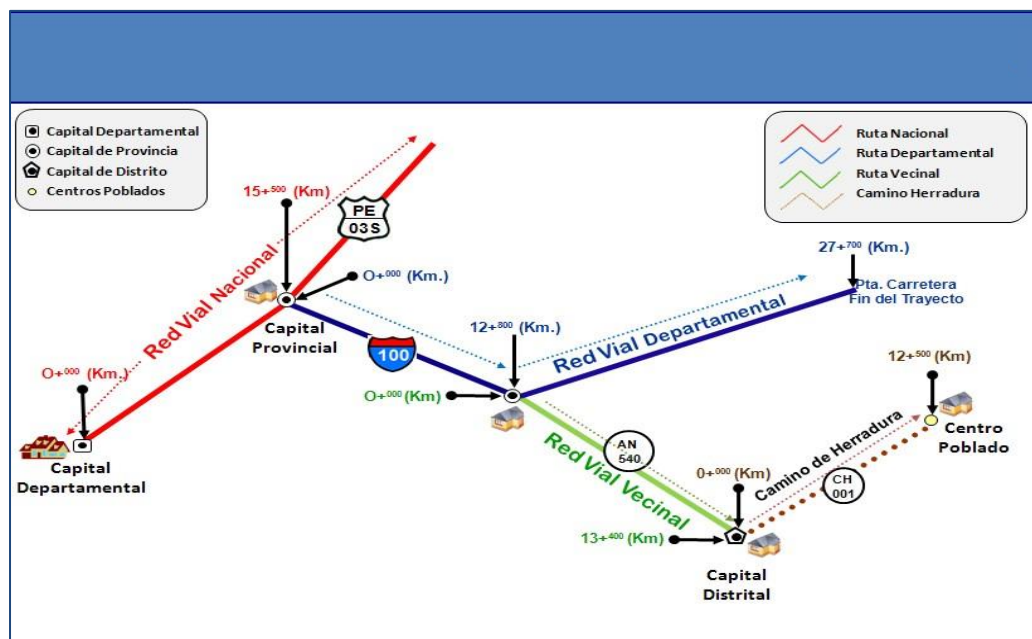 Capital Departamental
Capital de Provincia
Capital de Distrito
Centros Poblados
Ruta Nacional
Ruta Departamental
Ruta Vecinal
Camino Herradura
15+⁵⁰⁰ (Km)
PE
03S
Red Vial Nacional
O+⁰⁰⁰ (Km.)
27+⁷⁰⁰ (Km.)
Pta. Carretera
Fin del Trayecto
Capital
Provincial
12+⁸⁰⁰ (Km.)
Red Vial Departamental
100
O+⁰⁰⁰ (Km.)
O+⁰⁰⁰ (Km)
12+⁵⁰⁰ (Km)
Centro
Poblado
Capital
Departamental
AN
540
Red Vial Vecinal
0+⁰⁰⁰ (Km)
Camino de Herradura
CH
001
13+⁴⁰⁰ (Km)
Capital
Distrital